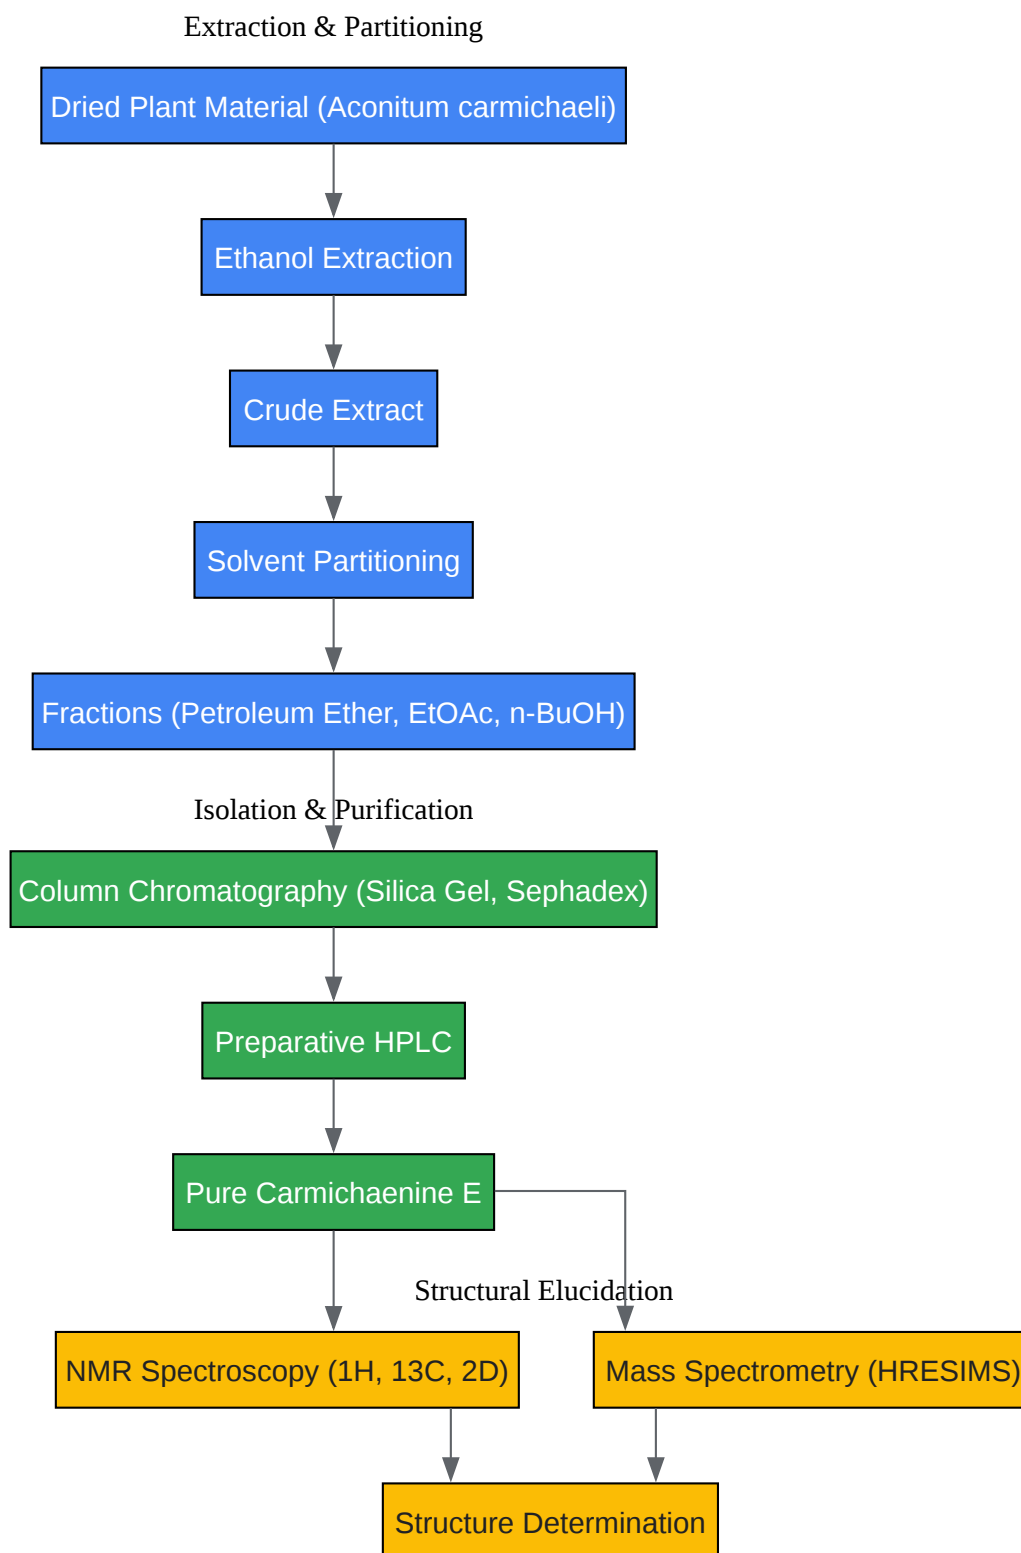 Extraction & Partitioning
Dried Plant Material (Aconitum carmichaeli)
Ethanol Extraction
Crude Extract
Solvent Partitioning
Fractions (Petroleum Ether, EtOAc, n-BuOH)
Isolation & Purification
Column Chromatography (Silica Gel, Sephadex)
Preparative HPLC
Pure Carmichaenine E
Structural Elucidation
NMR Spectroscopy (1H, 13C, 2D)
Mass Spectrometry (HRESIMS)
Structure Determination